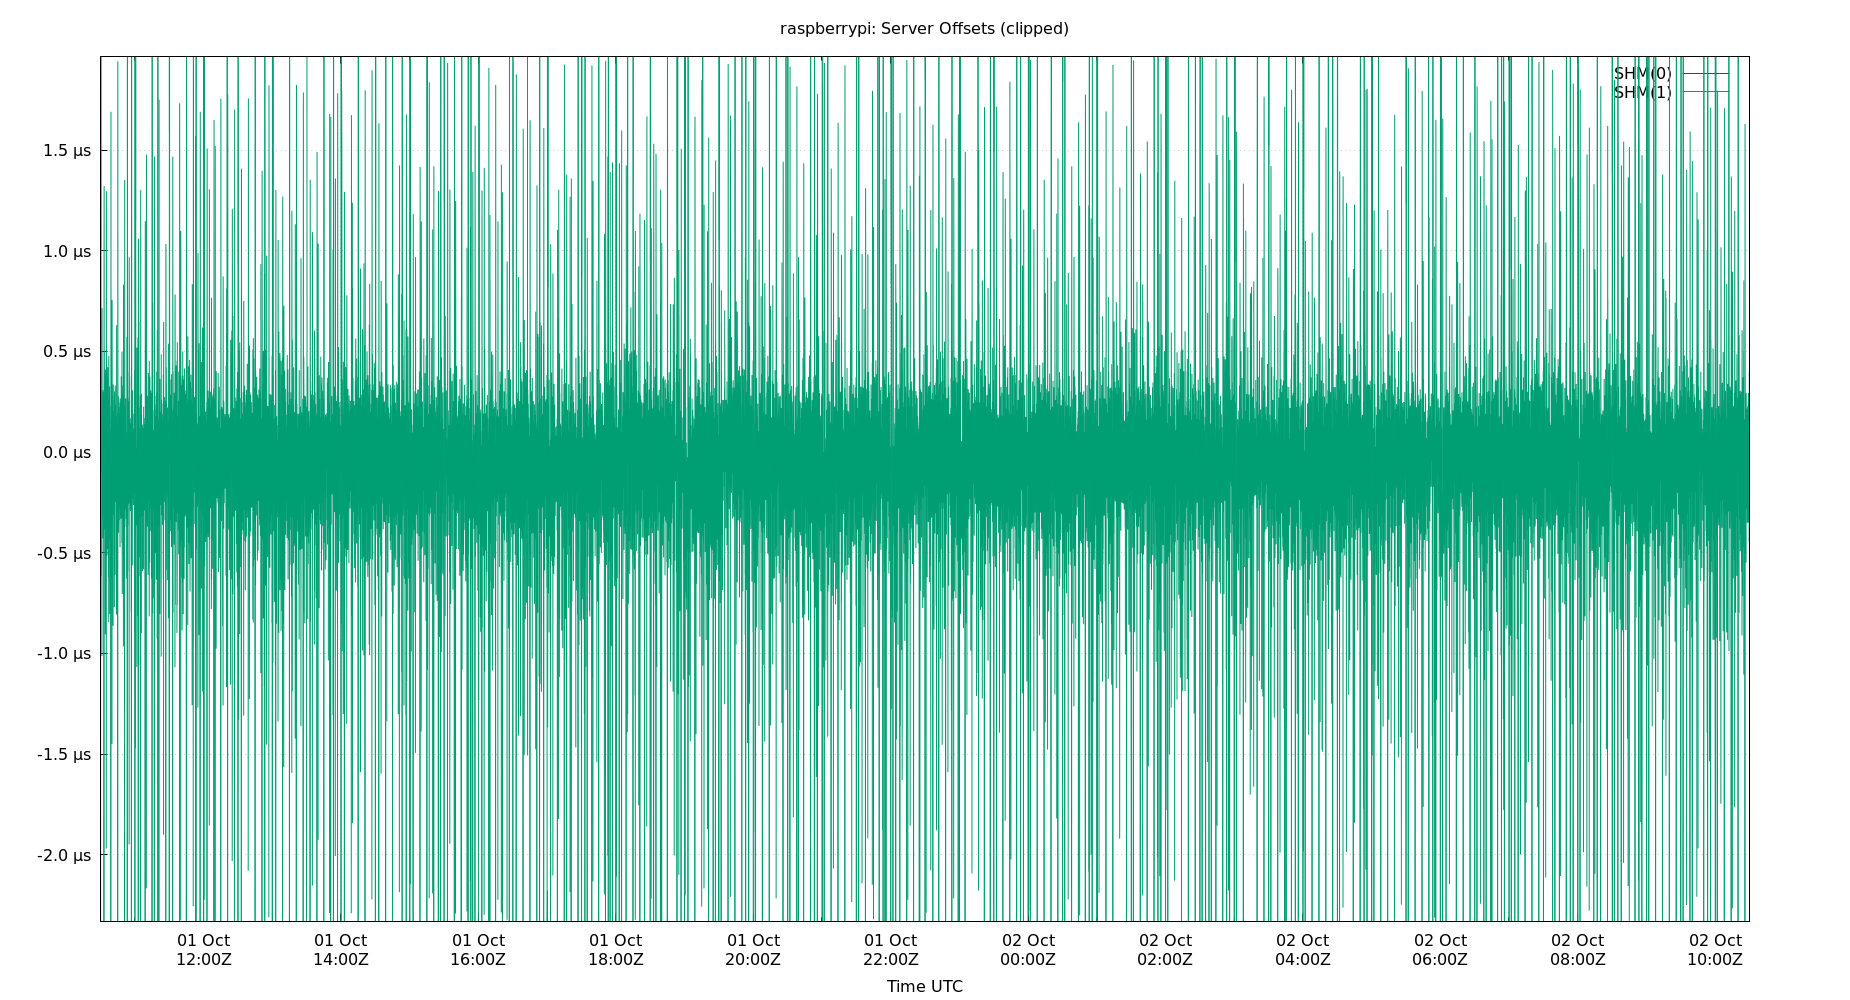 raspberrypi: Server Offsets (clipped)
SHM(0)
SHM(1)
1.5 µs
1.0 µs
0.5 µs
0.0 µs
-0.5 µs
-1.0 µs
-1.5 µs
-2.0 µs
01 Oct 01 Oct 01 Oct 01 Oct 01 Oct 01 Oct 02 Oct 02 Oct 02 Oct 02 Oct 02 Oct 02 Oct
12:00Z 14:00Z 16:00Z 18:00Z 20:00Z 22:00Z 00:00Z 02:00Z 04:00Z 06:00Z 08:00Z 10:00Z
Time UTC